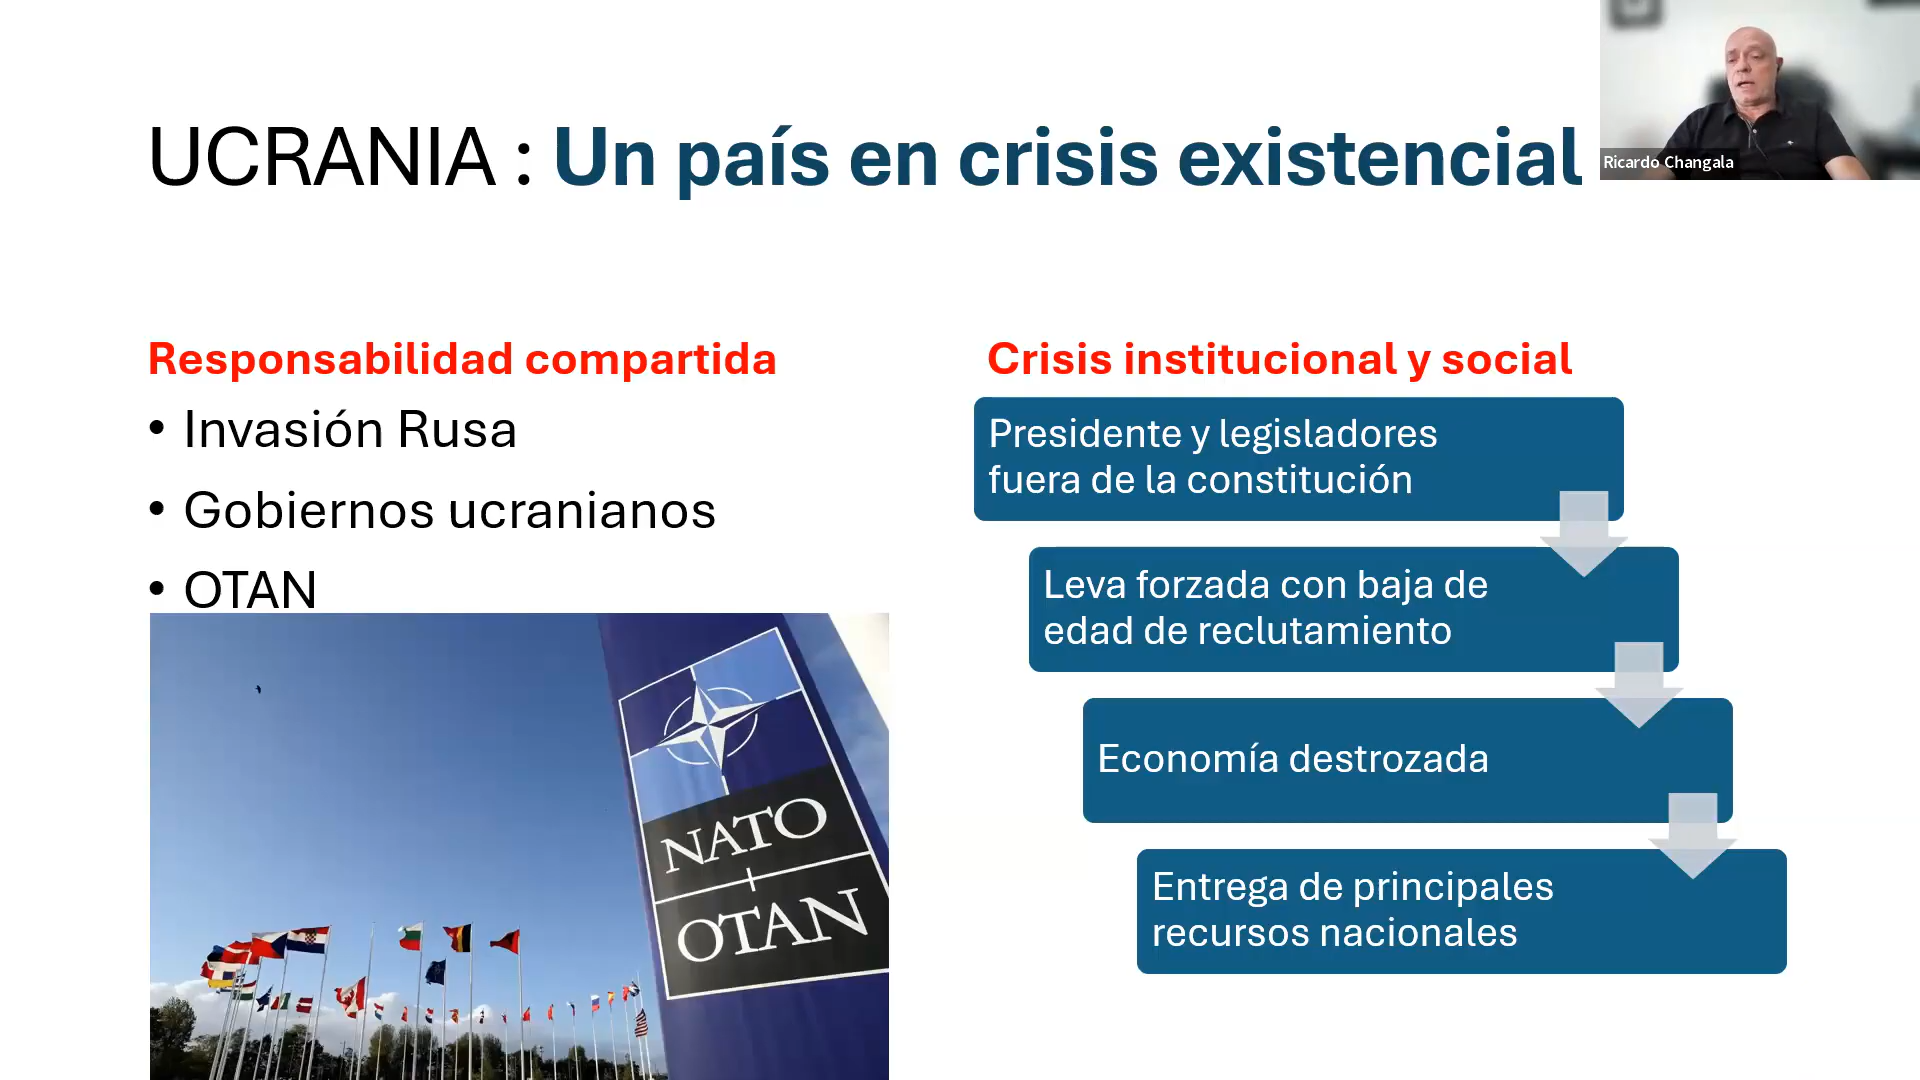 UCRANIA : Un país en crisis existencial
Ricardo Changala
Responsabilidad compartida
• Invasión Rusa
• Gobiernos ucranianos
• OTAN
NATO
OTAN
Crisis institucional y social
Presidente y legisladores
fuera de la constitución
Leva forzada con baja de
edad de reclutamiento
Economía destrozada
Entrega de principales
recursos nacionales